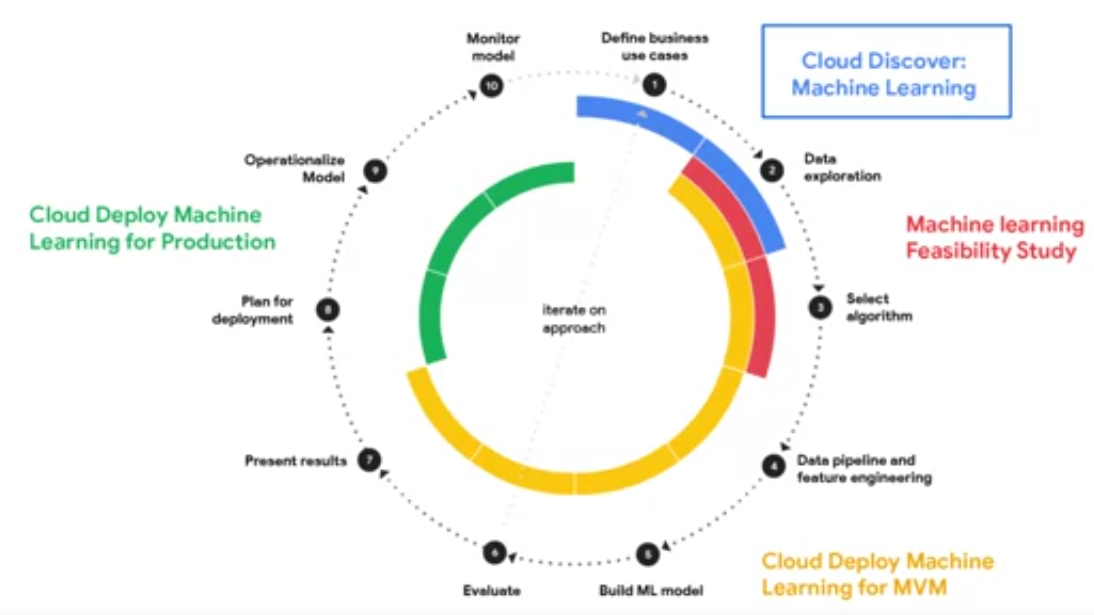 Monitor
model
10
Define business
use cases
1
Cloud Discover:
Machine Learning
Operationalize
Model
9
2
Data
exploration
Cloud Deploy Machine
Learning for Production
Machine learning
Feasibility Study
Plan for
deployment
8
iterate on
approach
3
Select
algorithm
Present results
7
4
Data pipeline and
feature engineering
6
Evaluate
5
Build ML model
Cloud Deploy Machine
Learning for MVM